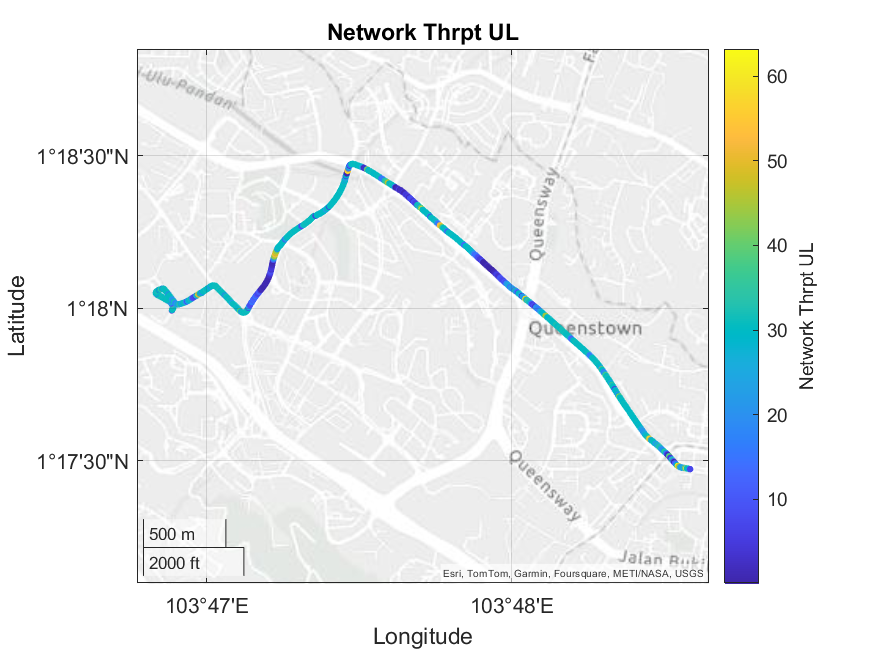 Network Thrpt UL
Ulu-Pandan
Queensway
Queenstown
Queensway
1°18'30"N
1°18'N
1°17'30"N
Latitude
500 m
2000 ft
Esri, TomTom, Garmin, Foursquare, METI/NASA, USGS
103°47'E
103°48'E
Longitude
60
50
40
30
20
10
Network Thrpt UL